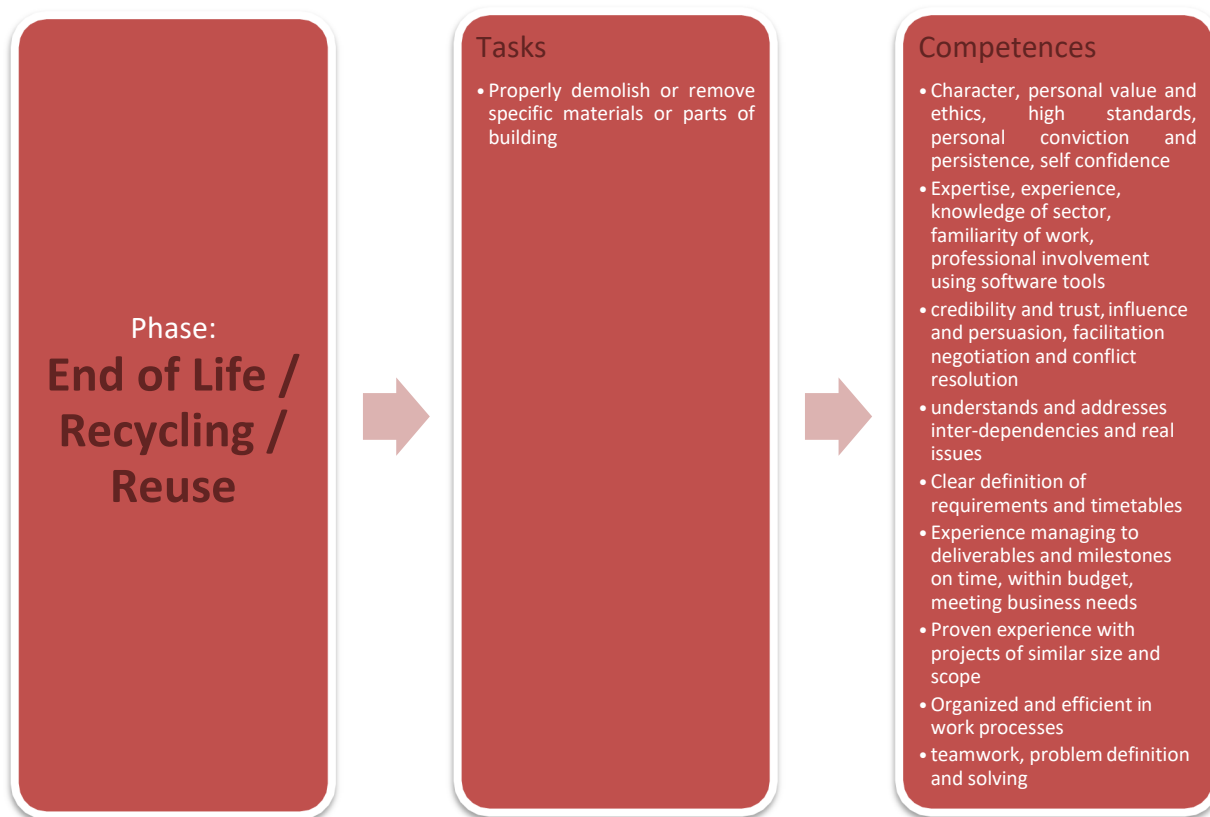 Phase:
End of Life /
Recycling /
Reuse
Tasks
• Properly demolish or remove
specific materials or parts of
building
Competences
• Character, personal value and
ethics, high standards,
personal conviction and
persistence, self confidence
• Expertise, experience,
knowledge of sector,
familiarity of work,
professional involvement
using software tools
• credibility and trust, influence
and persuasion, facilitation
negotiation and conflict
resolution
• understands and addresses
inter-dependencies and real
issues
• Clear definition of
requirements and timetables
• Experience managing to
deliverables and milestones
on time, within budget,
meeting business needs
• Proven experience with
projects of similar size and
scope
• Organized and efficient in
work processes
• teamwork, problem definition
and solving